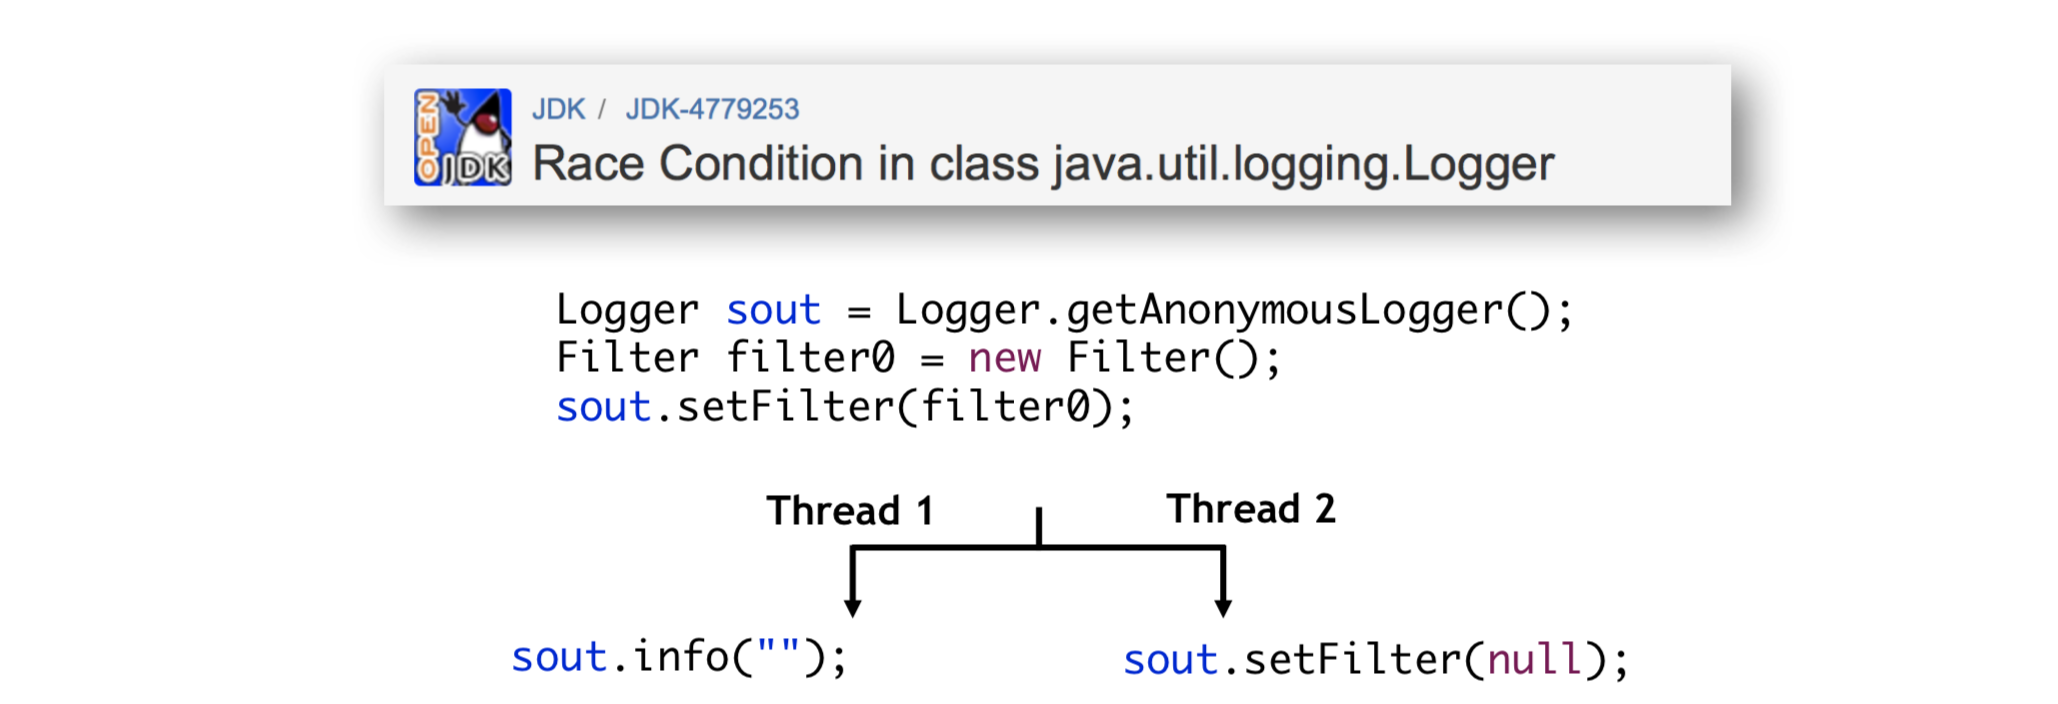 OPEN
JDK
JDK / JDK-4779253
Race Condition in class java.util.logging.Logger
Logger sout = Logger.getAnonymousLogger();
Filter filter0 = new Filter();
sout.setFilter(filter0);
Thread 1
Thread 2
sout.info("");
sout.setFilter(null);